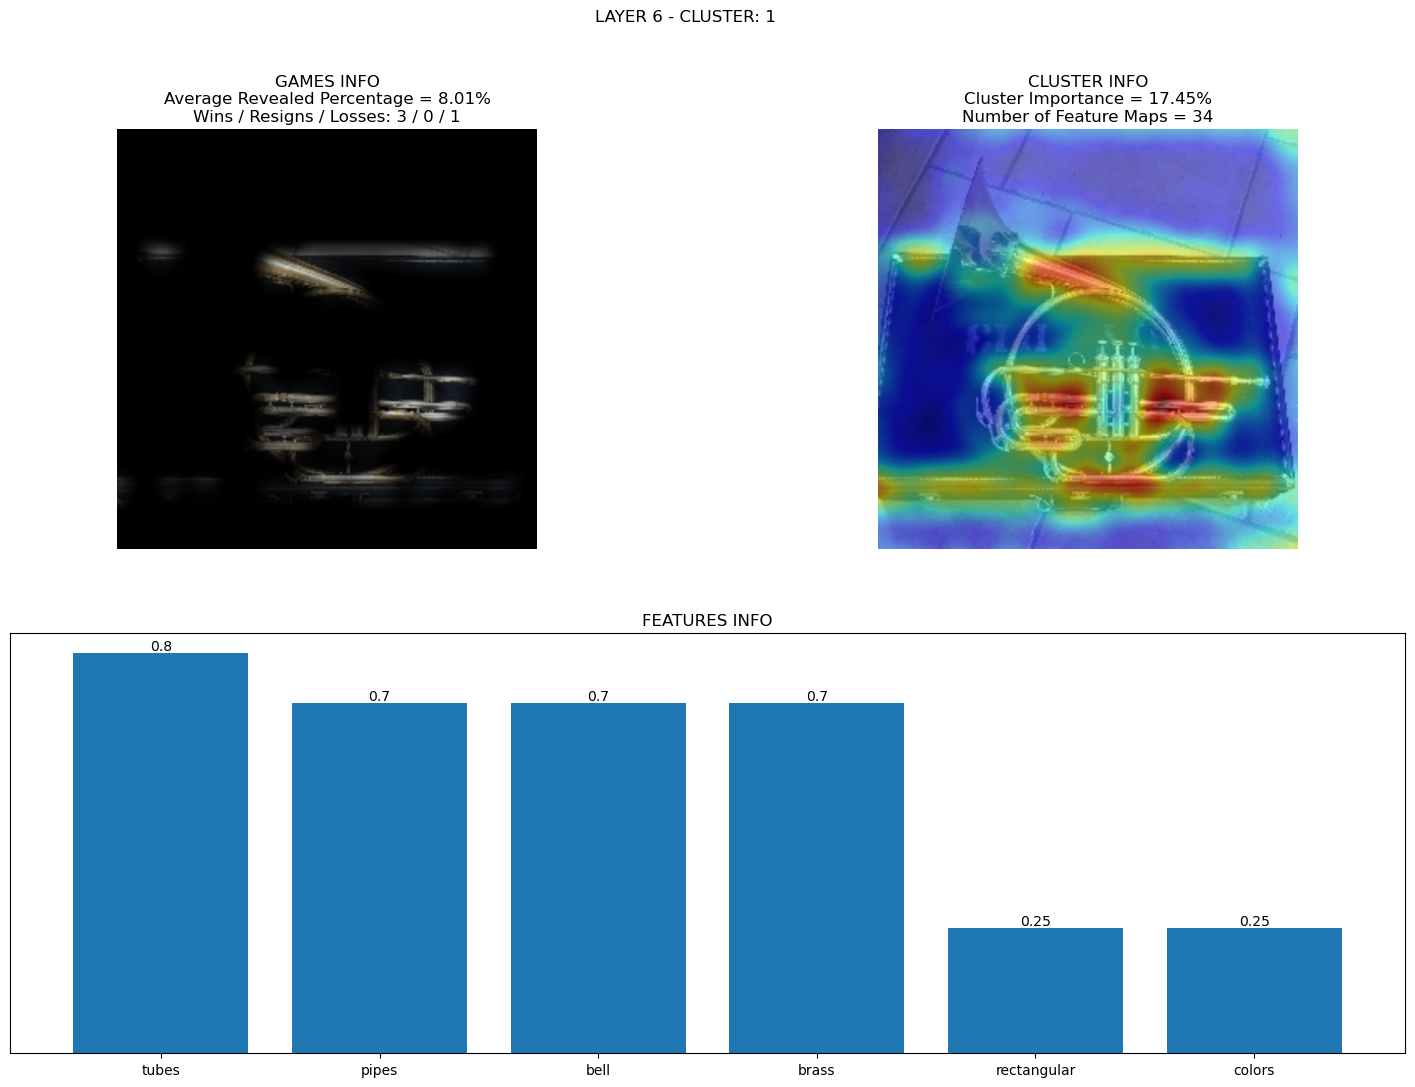 LAYER 6 - CLUSTER: 1
GAMES INFO
Average Revealed Percentage = 8.01%
Wins / Resigns / Losses: 3 / 0 / 1
CLUSTER INFO
Cluster Importance = 17.45%
Number of Feature Maps = 34
FEATURES INFO
0.8
0.7
0.7
0.7
0.25
0.25
tubes
pipes
bell
brass
rectangular
colors